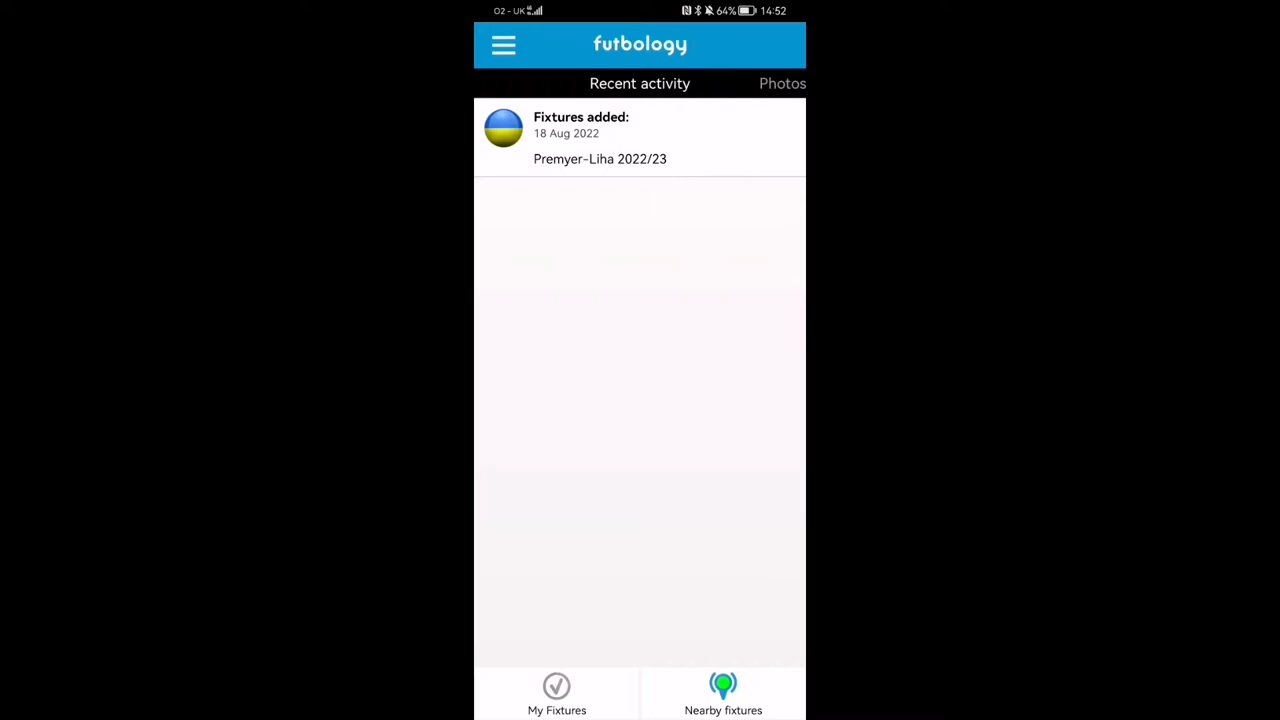 O2 - UK 64% 14:52
futbology
Recent activity Photos
Fixtures added:
18 Aug 2022
Premyer-Liha 2022/23
My Fixtures Nearby fixtures